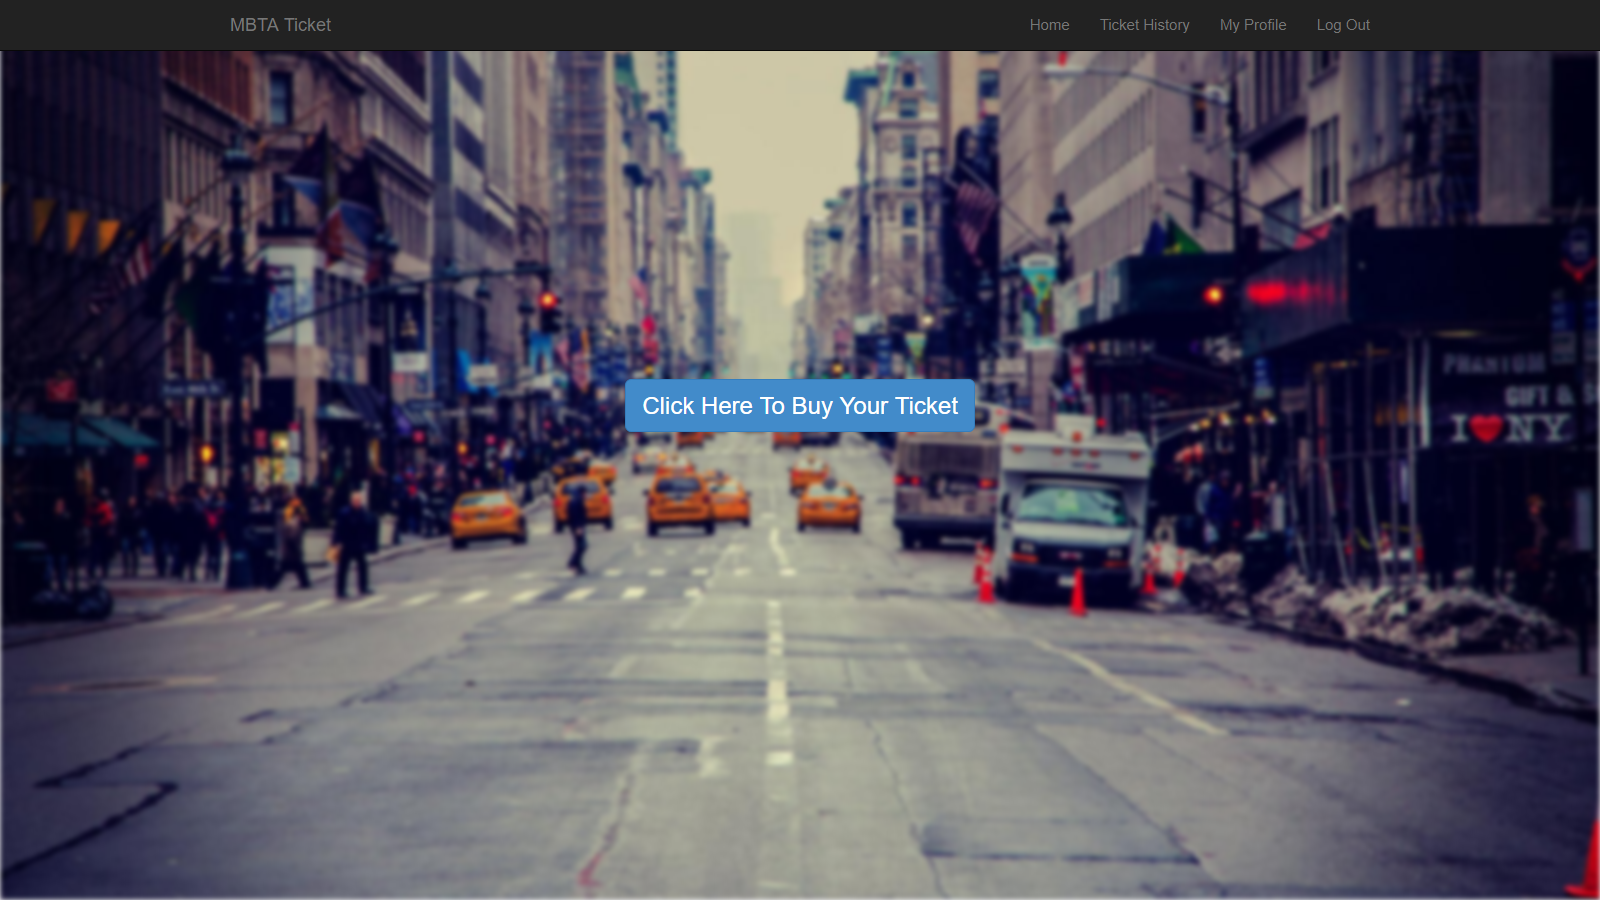 MBTA Ticket
Home
Ticket History
My Profile
Log Out
Click Here To Buy Your Ticket
PHANTOM
GIFT &
I ❤ NY